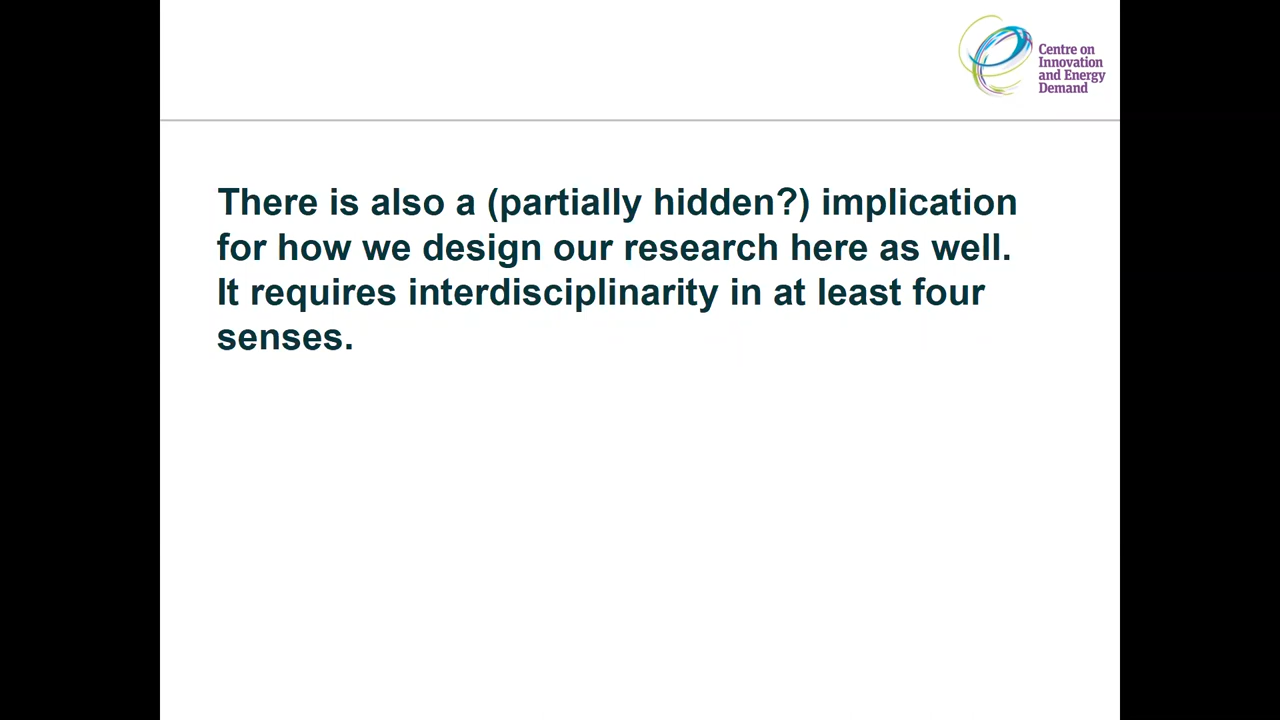 Centre on
Innovation
and Energy
Demand
There is also a (partially hidden?) implication
for how we design our research here as well.
It requires interdisciplinarity in at least four
senses.